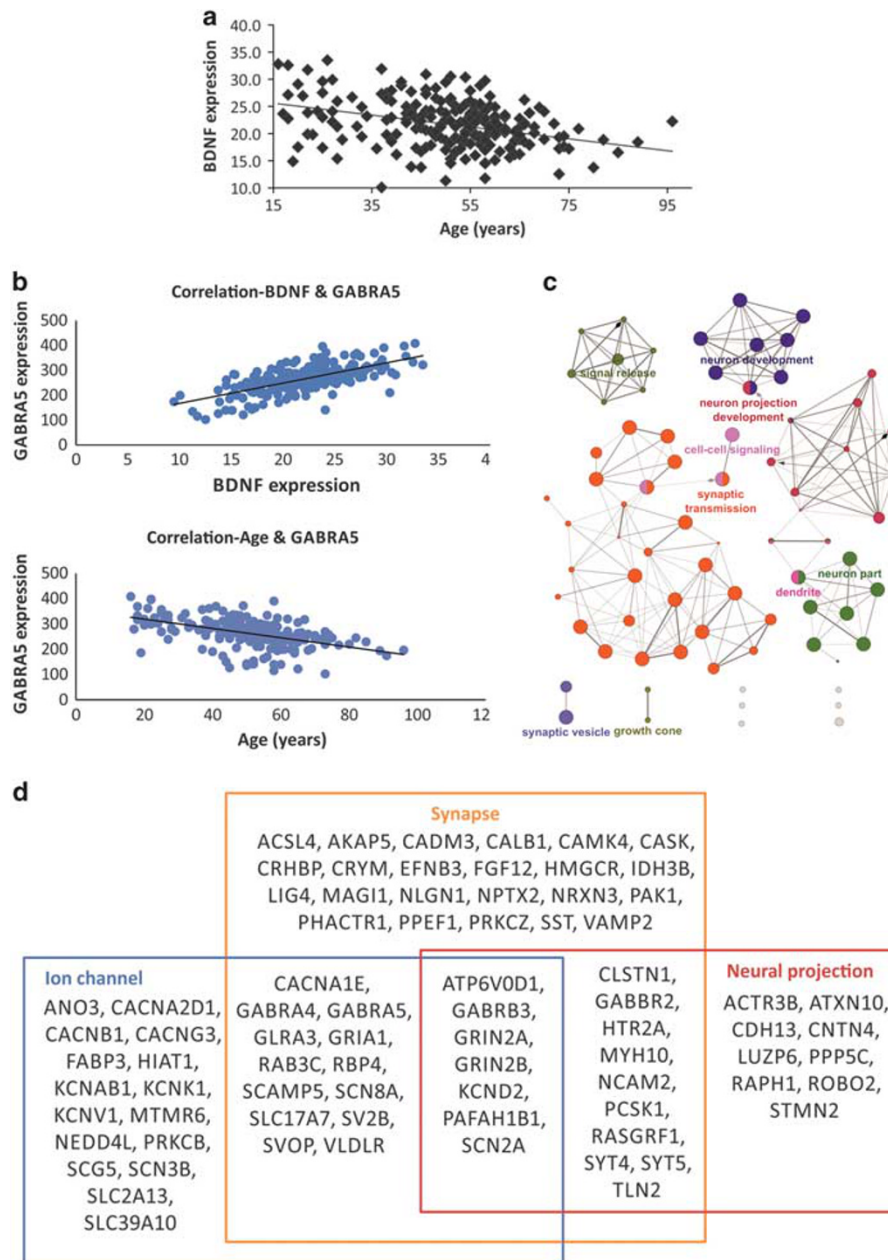 a
40.0
35.0
30.0
25.0
20.0
15.0
10.0
BDNF expression
15 35 55 75 95
Age (years)
b
Correlation-BDNF & GABRA5
500
400
300
200
100
0
GABRA5 expression
0 5 10 15 20 25 30 35 4
BDNF expression
Correlation-Age & GABRA5
500
400
300
200
100
0
GABRA5 expression
0 20 40 60 80 100 12
Age (years)
c
signal release
neuron development
neuron projection
development
cell-cell signaling
synaptic
transmission
neuron part
dendrite
synaptic vesicle
growth cone
d
Synapse
ACSL4, AKAP5, CADM3, CALB1, CAMK4, CASK,
CRHBP, CRYM, EFNB3, FGF12, HMGCR, IDH3B,
LIG4, MAGI1, NLGN1, NPTX2, NRXN3, PAK1,
PHACTR1, PPEF1, PRKCZ, SST, VAMP2
Ion channel
ANO3, CACNA2D1,
CACNB1, CACNG3,
FABP3, HIAT1,
KCNAB1, KCNK1,
KCNV1, MTMR6,
NEDD4L, PRKCB,
SCG5, SCN3B,
SLC2A13,
SLC39A10
CACNA1E,
GABRA4, GABRA5,
GLRA3, GRIA1,
RAB3C, RBP4,
SCAMP5, SCN8A,
SLC17A7, SV2B,
SVOP, VLDLR
ATP6V0D1,
GABRB3,
GRIN2A,
GRIN2B,
KCND2,
PAFAH1B1,
SCN2A
CLSTN1,
GABBR2,
HTR2A,
MYH10,
NCAM2,
PCSK1,
RASGRF1,
SYT4, SYT5,
TLN2
Neural projection
ACTR3B, ATXN10,
CDH13, CNTN4,
LUZP6, PPP5C,
RAPH1, ROBO2,
STMN2